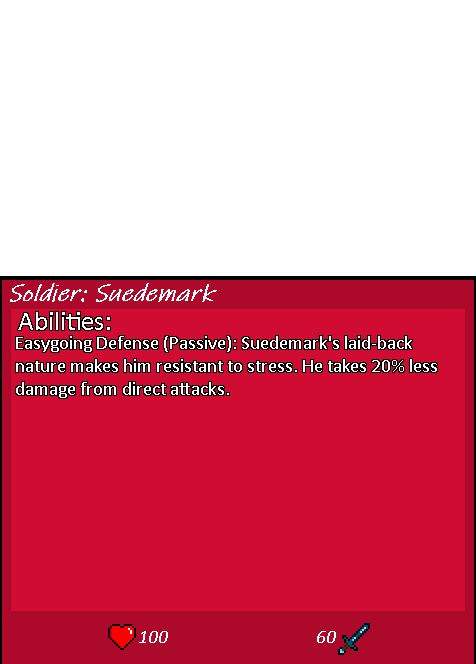 Soldier: Suedemark
Abilities:
Easygoing Defense (Passive): Suedemark's laid-back
nature makes him resistant to stress. He takes 20% less
damage from direct attacks.
100
60